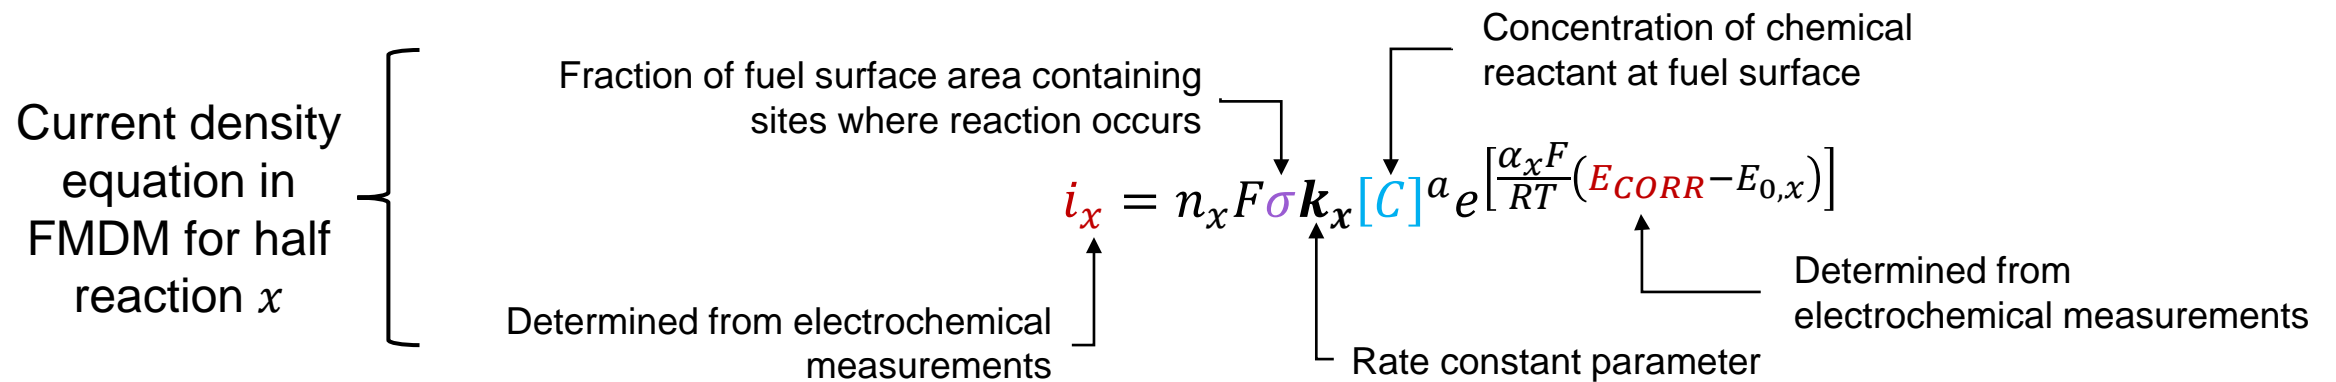 Current density
equation in
FMDM for half
reaction 𝑥
Fraction of fuel surface area containing
sites where reaction occurs
Concentration of chemical
reactant at fuel surface
i_x = n_x F σ k_x [C]^a e^[α_x F / RT (E_CORR − E_{0,x})]
Determined from electrochemical
measurements
Rate constant parameter
Determined from
electrochemical measurements